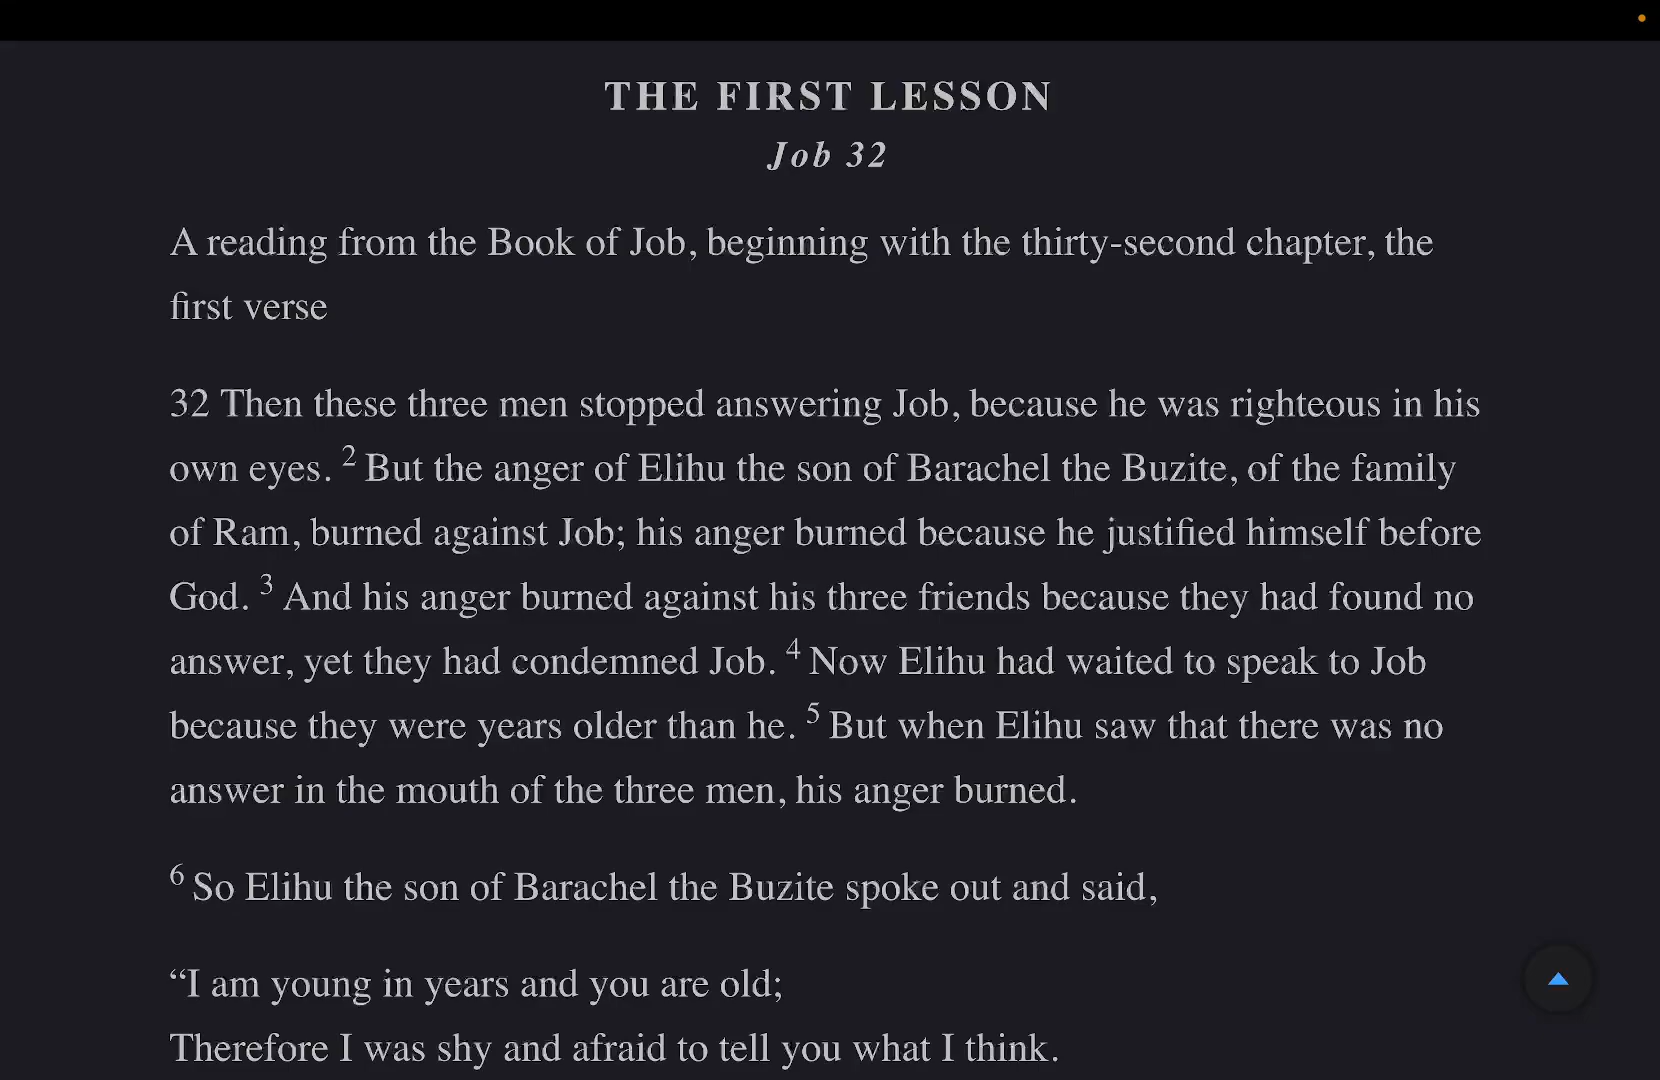 THE FIRST LESSON
Job 32
A reading from the Book of Job, beginning with the thirty-second chapter, the
first verse
32 Then these three men stopped answering Job, because he was righteous in his
own eyes. 2 But the anger of Elihu the son of Barachel the Buzite, of the family
of Ram, burned against Job; his anger burned because he justified himself before
God. 3 And his anger burned against his three friends because they had found no
answer, yet they had condemned Job. 4 Now Elihu had waited to speak to Job
because they were years older than he. 5 But when Elihu saw that there was no
answer in the mouth of the three men, his anger burned.
6 So Elihu the son of Barachel the Buzite spoke out and said,
“I am young in years and you are old;
Therefore I was shy and afraid to tell you what I think.